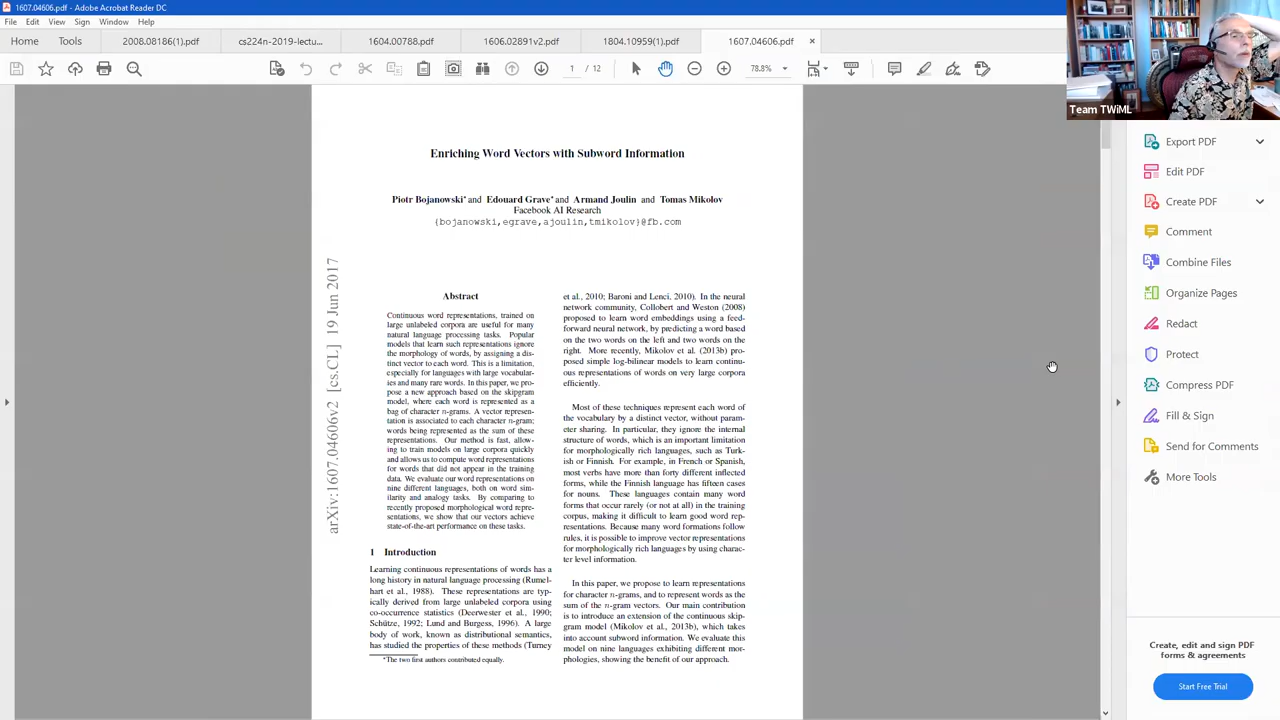 1607.04606.pdf - Adobe Acrobat Reader DC
File Edit View Sign Window Help
Home Tools 2008.08186(1).pdf cs224n-2019-lectu... 1604.00788.pdf 1606.02891v2.pdf 1804.10959(1).pdf 1607.04606.pdf ×
1 / 12 78.8%
Team TWiML
Enriching Word Vectors with Subword Information
Piotr Bojanowski* and Edouard Grave* and Armand Joulin and Tomas Mikolov
Facebook AI Research
{bojanowski,egrave,ajoulin,tmikolov}@fb.com
arXiv:1607.04606v2 [cs.CL] 19 Jun 2017
Abstract
Continuous word representations, trained on
large unlabeled corpora are useful for many
natural language processing tasks. Popular
models that learn such representations ignore
the morphology of words, by assigning a dis-
tinct vector to each word. This is a limitation,
especially for languages with large vocabular-
ies and many rare words. In this paper, we pro-
pose a new approach based on the skipgram
model, where each word is represented as a
bag of character n-grams. A vector represen-
tation is associated to each character n-gram;
words being represented as the sum of these
representations. Our method is fast, allow-
ing to train models on large corpora quickly
and allows us to compute word representations
for words that did not appear in the training
data. We evaluate our word representations on
nine different languages, both on word sim-
ilarity and analogy tasks. By comparing to
recently proposed morphological word repre-
sentations, we show that our vectors achieve
state-of-the-art performance on these tasks.
1 Introduction
Learning continuous representations of words has a
long history in natural language processing (Rumel-
hart et al., 1988). These representations are typ-
ically derived from large unlabeled corpora using
co-occurrence statistics (Deerwester et al., 1990;
Schütze, 1992; Lund and Burgess, 1996). A large
body of work, known as distributional semantics,
has studied the properties of these methods (Turney
*The two first authors contributed equally.
et al., 2010; Baroni and Lenci, 2010). In the neural
network community, Collobert and Weston (2008)
proposed to learn word embeddings using a feed-
forward neural network, by predicting a word based
on the two words on the left and two words on the
right. More recently, Mikolov et al. (2013b) pro-
posed simple log-bilinear models to learn continu-
ous representations of words on very large corpora
efficiently.
Most of these techniques represent each word of
the vocabulary by a distinct vector, without param-
eter sharing. In particular, they ignore the internal
structure of words, which is an important limitation
for morphologically rich languages, such as Turk-
ish or Finnish. For example, in French or Spanish,
most verbs have more than forty different inflected
forms, while the Finnish language has fifteen cases
for nouns. These languages contain many word
forms that occur rarely (or not at all) in the training
corpus, making it difficult to learn good word rep-
resentations. Because many word formations follow
rules, it is possible to improve vector representations
for morphologically rich languages by using charac-
ter level information.
In this paper, we propose to learn representations
for character n-grams, and to represent words as the
sum of the n-gram vectors. Our main contribution
is to introduce an extension of the continuous skip-
gram model (Mikolov et al., 2013b), which takes
into account subword information. We evaluate this
model on nine languages exhibiting different mor-
phologies, showing the benefit of our approach.
Export PDF
Edit PDF
Create PDF
Comment
Combine Files
Organize Pages
Redact
Protect
Compress PDF
Fill & Sign
Send for Comments
More Tools
Create, edit and sign PDF
forms & agreements
Start Free Trial